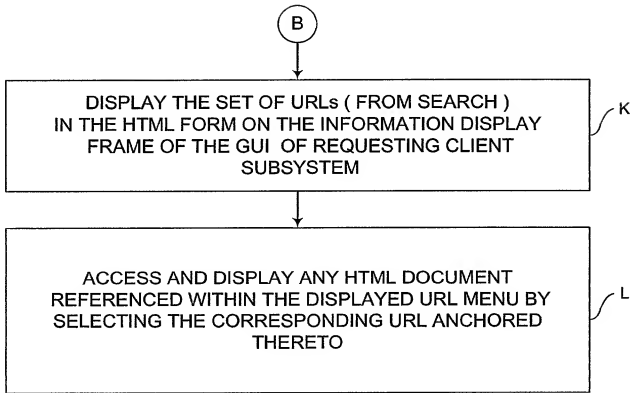 B
DISPLAY THE SET OF URLs ( FROM SEARCH )
IN THE HTML FORM ON THE INFORMATION DISPLAY
FRAME OF THE GUI OF REQUESTING CLIENT
SUBSYSTEM
K
ACCESS AND DISPLAY ANY HTML DOCUMENT
REFERENCED WITHIN THE DISPLAYED URL MENU BY
SELECTING THE CORRESPONDING URL ANCHORED
THERETO
L